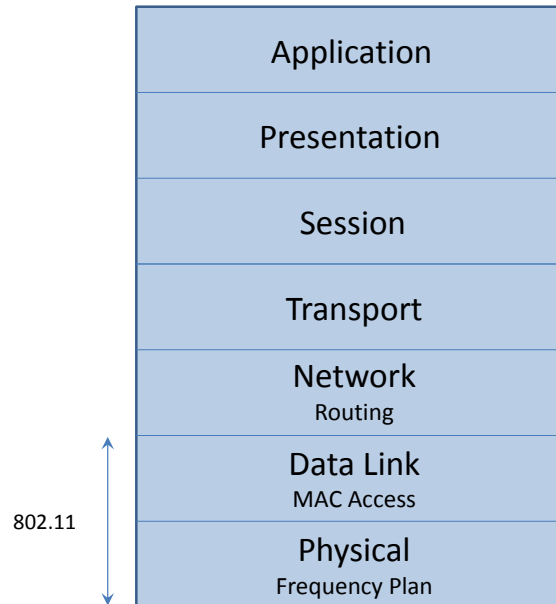 Application
Presentation
Session
Transport
Network
Routing
Data Link
MAC Access
802.11
Physical
Frequency Plan